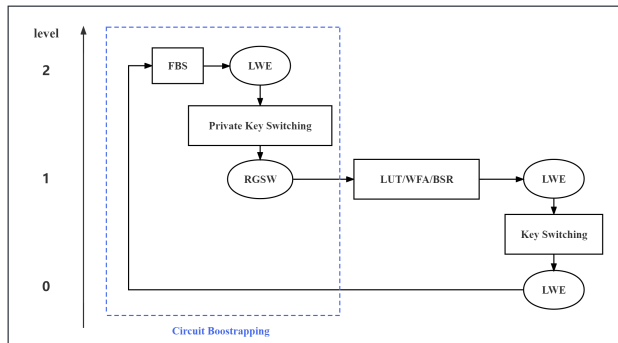 level
2
FBS
LWE
Private Key Switching
1
RGSW
LUT/WFA/BSR
LWE
Key Switching
0
LWE
Circuit Boostrapping